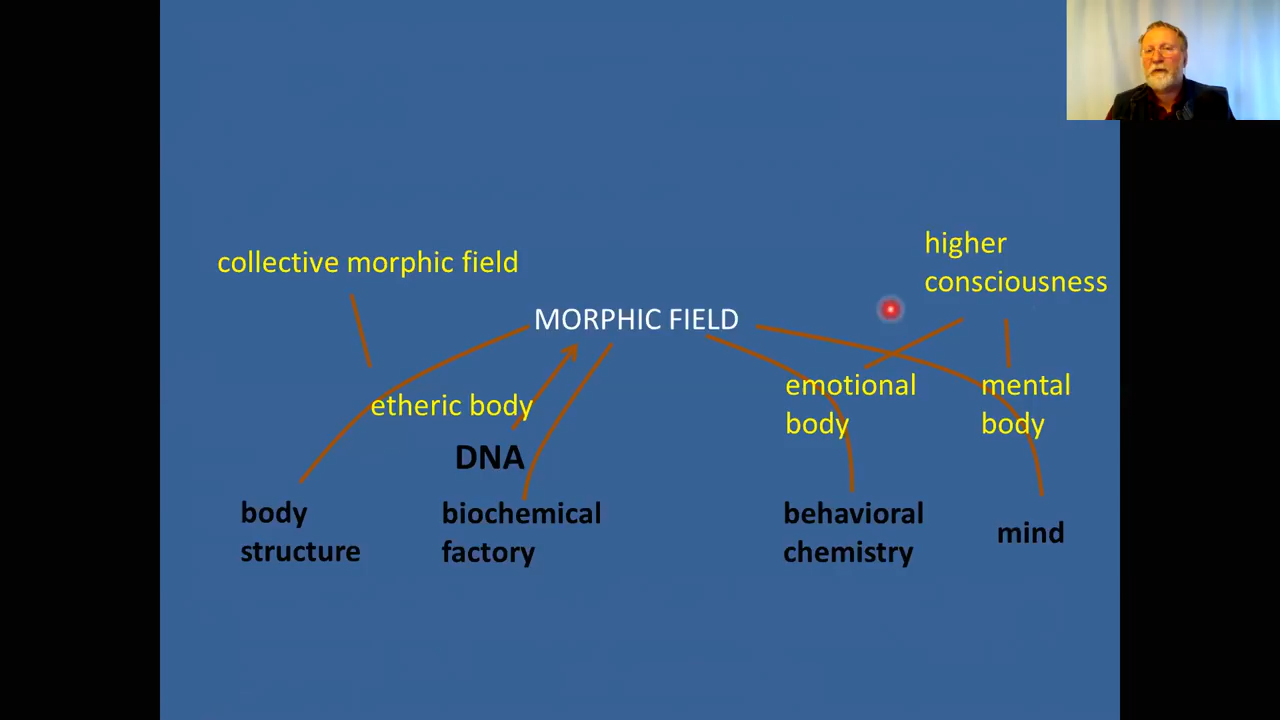 higher
consciousness
collective morphic field
MORPHIC FIELD
emotional
body
mental
body
etheric body
DNA
body
structure
biochemical
factory
behavioral
chemistry
mind